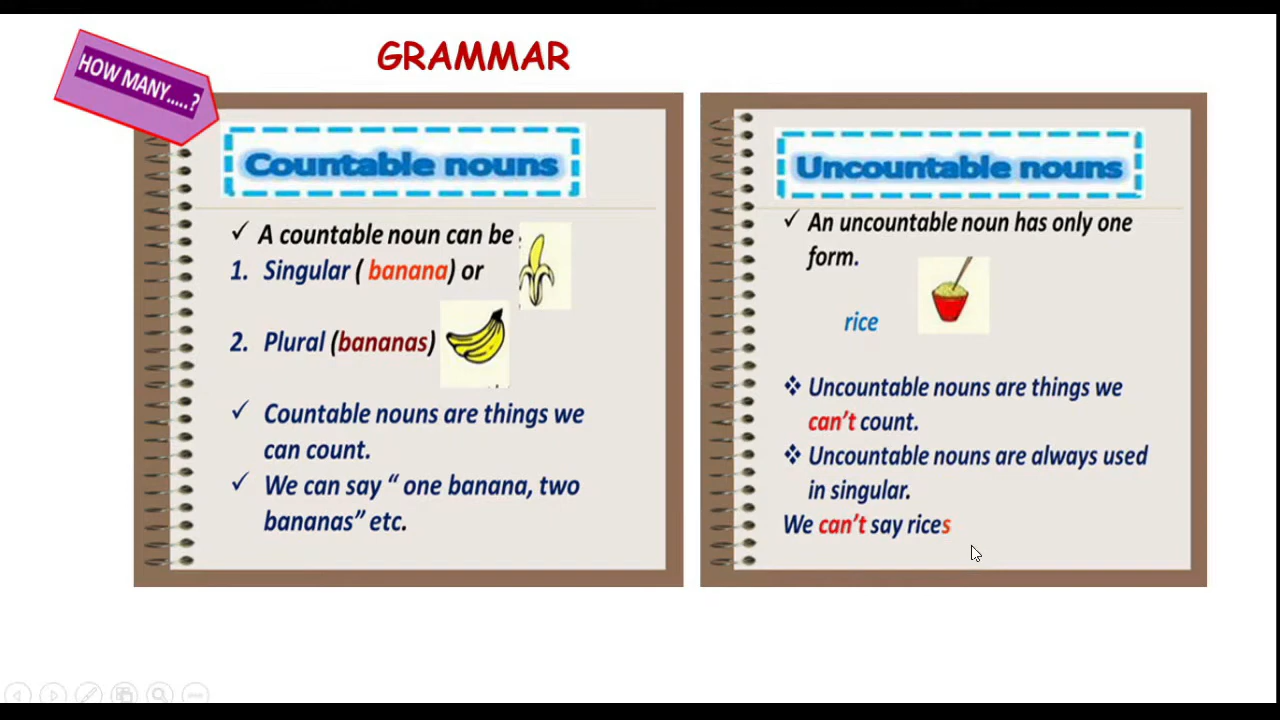 GRAMMAR
HOW MANY.....?
Countable nouns
✓ A countable noun can be
1. Singular ( banana) or
2. Plural (bananas)
✓ Countable nouns are things we
can count.
✓ We can say “ one banana, two
bananas” etc.
Uncountable nouns
✓ An uncountable noun has only one
form.
rice
❖ Uncountable nouns are things we
can’t count.
❖ Uncountable nouns are always used
in singular.
We can’t say rices